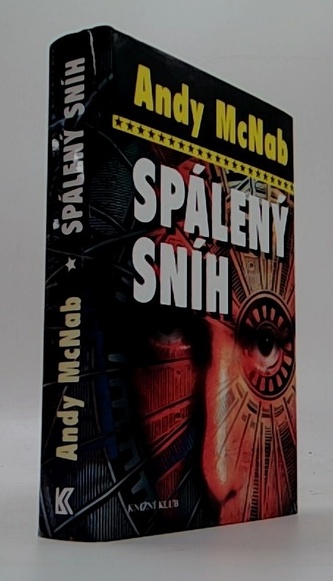 Andy McNab
SPÁLENÝ
SNÍH
KNIŽNÍ KLUB
Andy McNab ★ SPÁLENÝ SNÍH